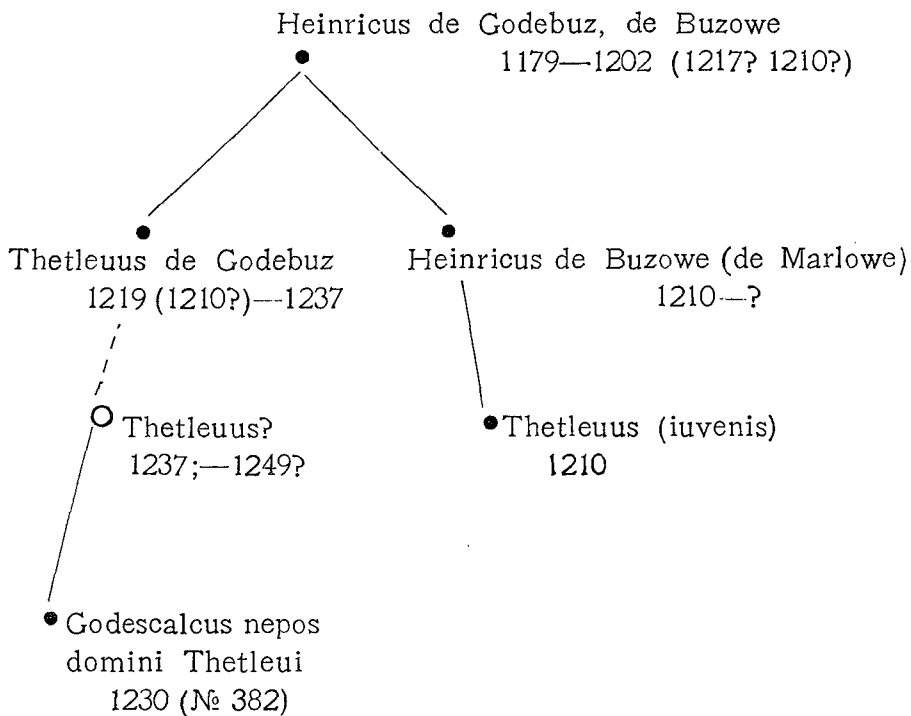 Heinricus de Godebuz, de Buzowe
1179—1202 (1217? 1210?)
Thetleuus de Godebuz
1219 (1210?)—1237
Heinricus de Buzowe (de Marlowe)
1210—?
Thetleuus?
1237;—1249?
Thetleuus (iuvenis)
1210
Godescalcus nepos
domini Thetleui
1230 (№ 382)